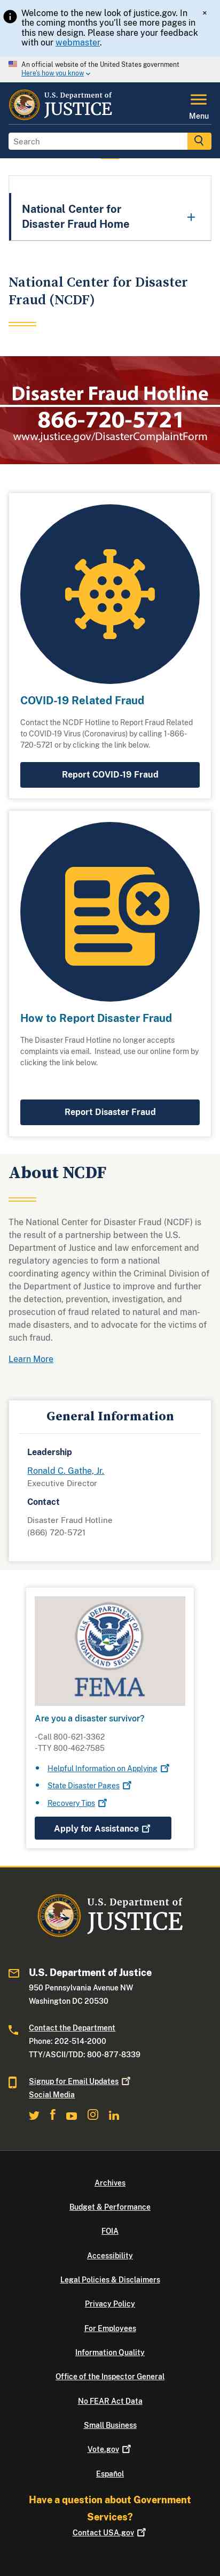 Welcome to the new look of justice.gov. In
the coming months you'll see more pages in
this new design. Please share your feedback
with our webmaster.
×
An official website of the United States government
Here's how you know
U.S. Department of
JUSTICE
Menu
Search
National Center for
Disaster Fraud Home
+
National Center for Disaster
Fraud (NCDF)
Disaster Fraud Hotline
866-720-5721
www.justice.gov/DisasterComplaintForm
COVID-19 Related Fraud
Contact the NCDF Hotline to Report Fraud Related
to COVID-19 Virus (Coronavirus) by calling 1-866-
720-5721 or by clicking the link below.
Report COVID-19 Fraud
How to Report Disaster Fraud
The Disaster Fraud Hotline no longer accepts
complaints via email.  Instead, use our online form by
clicking the link below.
Report Disaster Fraud
About NCDF
The National Center for Disaster Fraud (NCDF) is
the result of a partnership between the U.S.
Department of Justice and law enforcement and
regulatory agencies to form a national
coordinating agency within the Criminal Division of
the Department of Justice to improve and further
the detection, prevention, investigation, and
prosecution of fraud related to natural and man-
made disasters, and to advocate for the victims of
such fraud.
Learn More
General Information
Leadership
Ronald C. Gathe, Jr.
Executive Director
Contact
Disaster Fraud Hotline
(866) 720-5721
FEMA
Are you a disaster survivor?
-Call 800-621-3362
-TTY 800-462-7585
Helpful Information on Applying
State Disaster Pages
Recovery Tips
Apply for Assistance
U.S. Department of
JUSTICE
U.S. Department of Justice
950 Pennsylvania Avenue NW
Washington DC 20530
Contact the Department
Phone: 202-514-2000
TTY/ASCII/TDD: 800-877-8339
Signup for Email Updates
Social Media
Archives
Budget & Performance
FOIA
Accessibility
Legal Policies & Disclaimers
Privacy Policy
For Employees
Information Quality
Office of the Inspector General
No FEAR Act Data
Small Business
Vote.gov
Español
Have a question about Government
Services?
Contact USA.gov